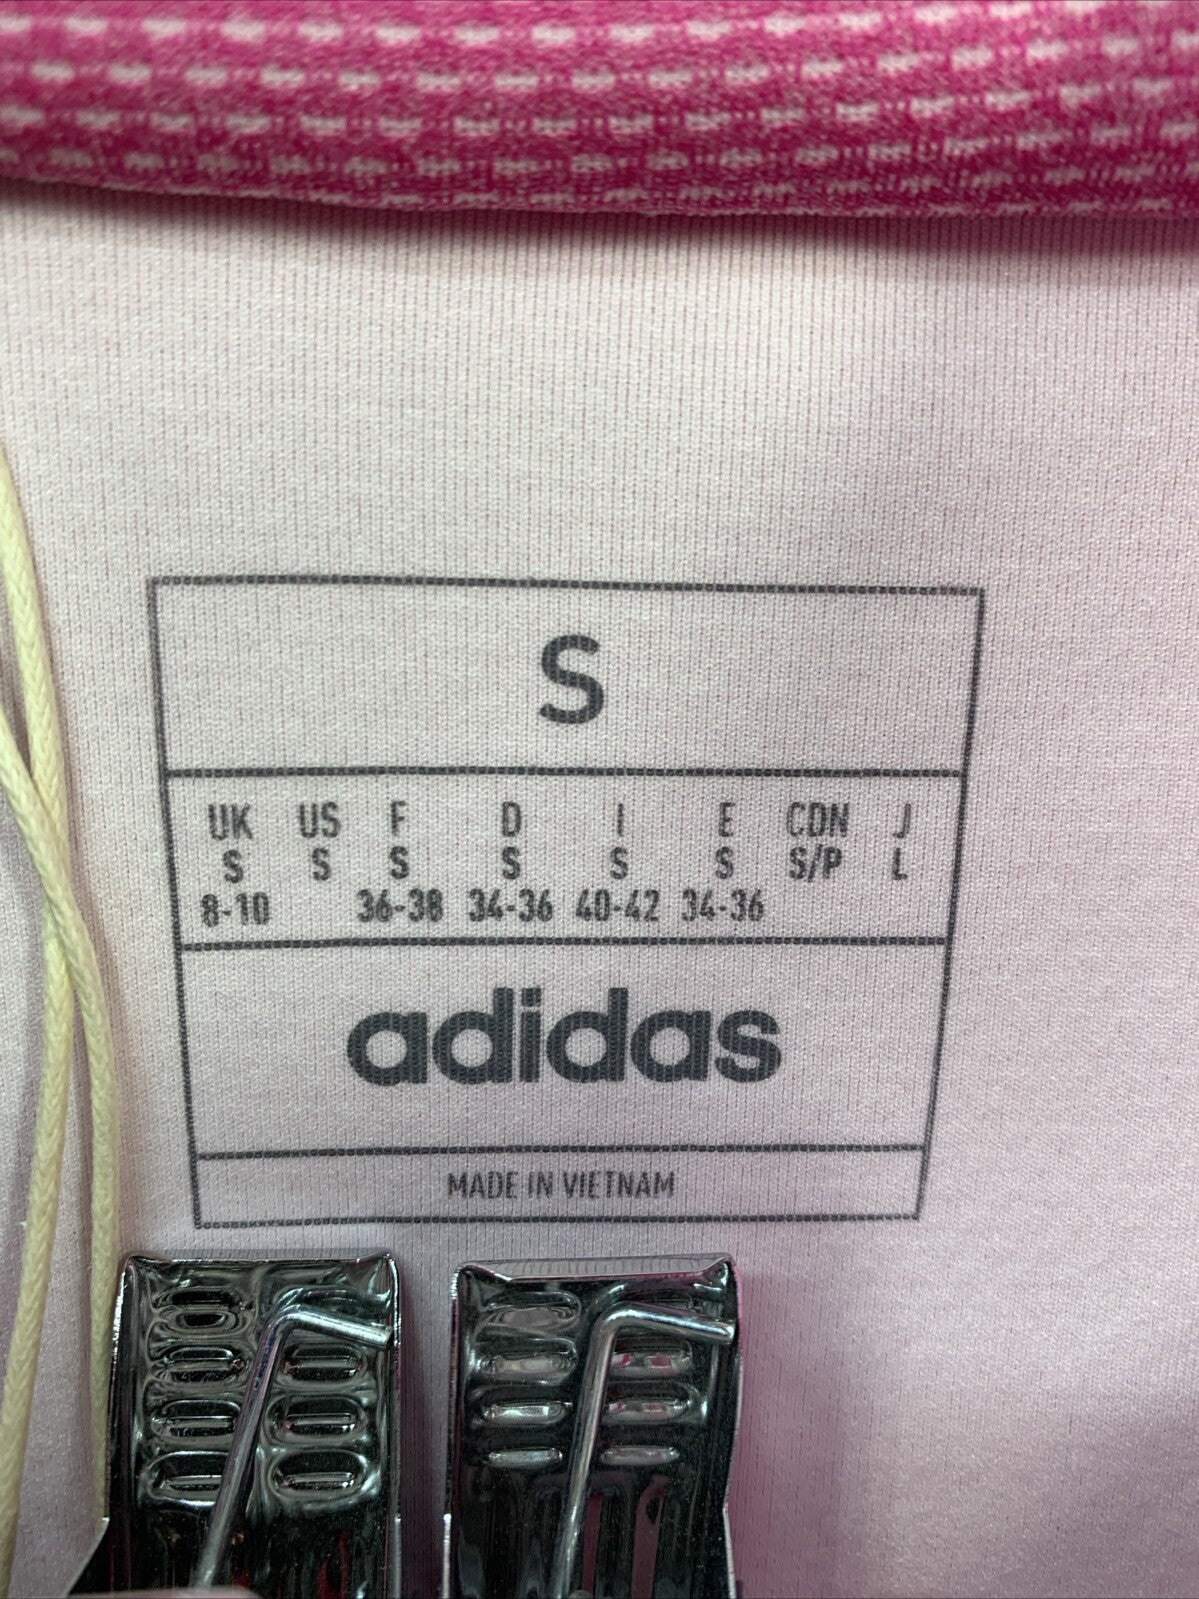 S
UK US F D I E CDN J
S S S S S S S/P L
8-10 36-38 34-36 40-42 34-36
adidas
MADE IN VIETNAM